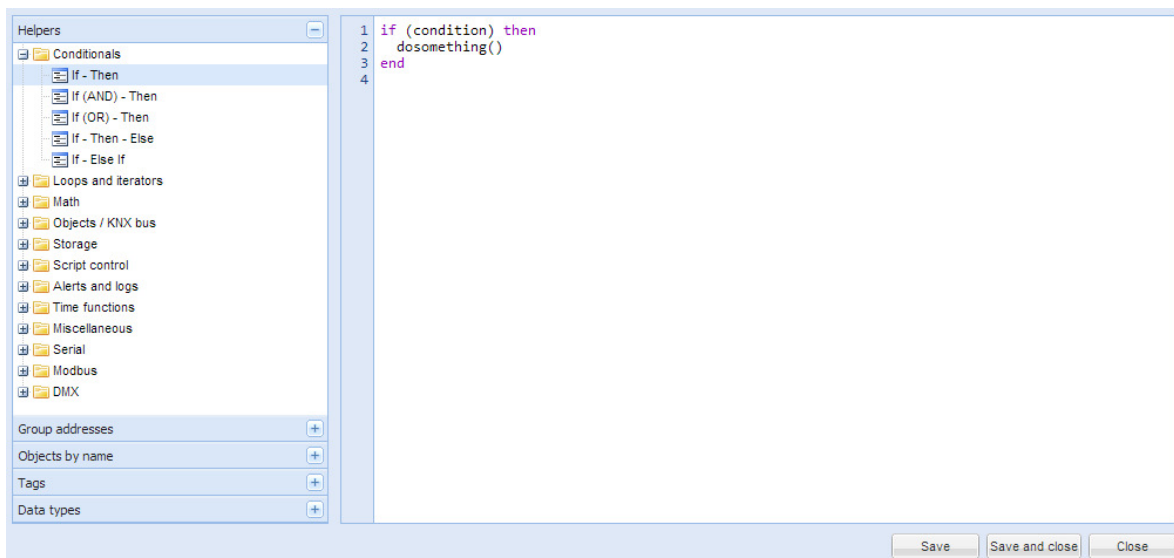 Helpers
Conditionals
If - Then
If (AND) - Then
If (OR) - Then
If - Then - Else
If - Else If
Loops and iterators
Math
Objects / KNX bus
Storage
Script control
Alerts and logs
Time functions
Miscellaneous
Serial
Modbus
DMX
Group addresses
Objects by name
Tags
Data types
1 if (condition) then
2   dosomething()
3 end
4
Save Save and close Close